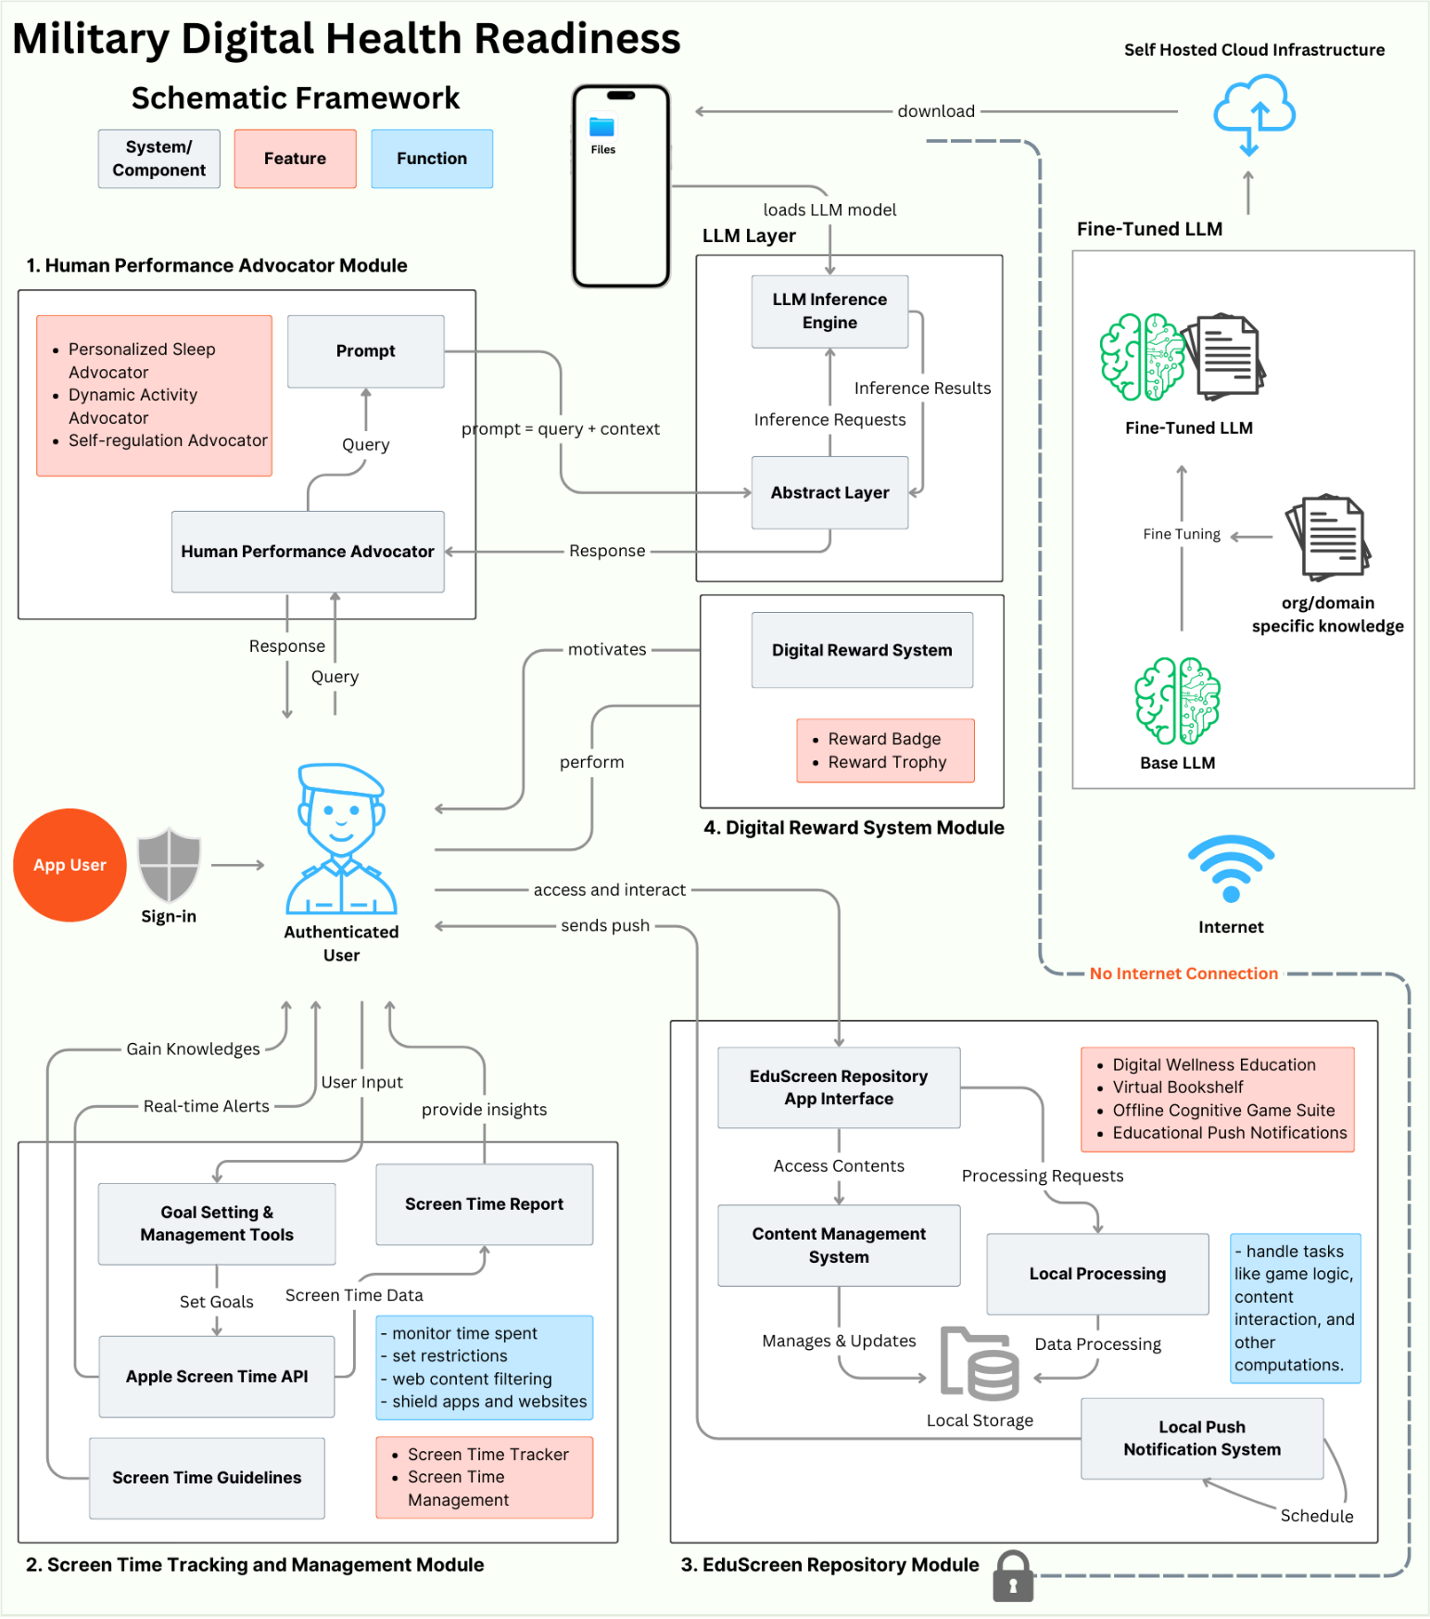 Military Digital Health Readiness
Schematic Framework
System/
Component
Feature
Function
Self Hosted Cloud Infrastructure
download
Files
loads LLM model
LLM Layer
Fine-Tuned LLM
1. Human Performance Advocator Module
• Personalized Sleep
Advocator
• Dynamic Activity
Advocator
• Self-regulation Advocator
Prompt
Query
prompt = query + context
Human Performance Advocator
LLM Inference
Engine
Inference Results
Inference Requests
Abstract Layer
Response
Fine-Tuned LLM
Fine Tuning
org/domain
specific knowledge
Base LLM
Response
Query
motivates
perform
Digital Reward System
• Reward Badge
• Reward Trophy
4. Digital Reward System Module
App User
Sign-in
Authenticated
User
access and interact
sends push
Internet
No Internet Connection
Gain Knowledges
User Input
Real-time Alerts
provide insights
Goal Setting &
Management Tools
Screen Time Report
Set Goals
Screen Time Data
Apple Screen Time API
- monitor time spent
- set restrictions
- web content filtering
- shield apps and websites
Screen Time Guidelines
• Screen Time Tracker
• Screen Time
Management
2. Screen Time Tracking and Management Module
EduScreen Repository
App Interface
• Digital Wellness Education
• Virtual Bookshelf
• Offline Cognitive Game Suite
• Educational Push Notifications
Access Contents
Processing Requests
Content Management
System
Local Processing
- handle tasks
like game logic,
content
interaction, and
other
computations.
Manages & Updates
Data Processing
Local Storage
Local Push
Notification System
Schedule
3. EduScreen Repository Module